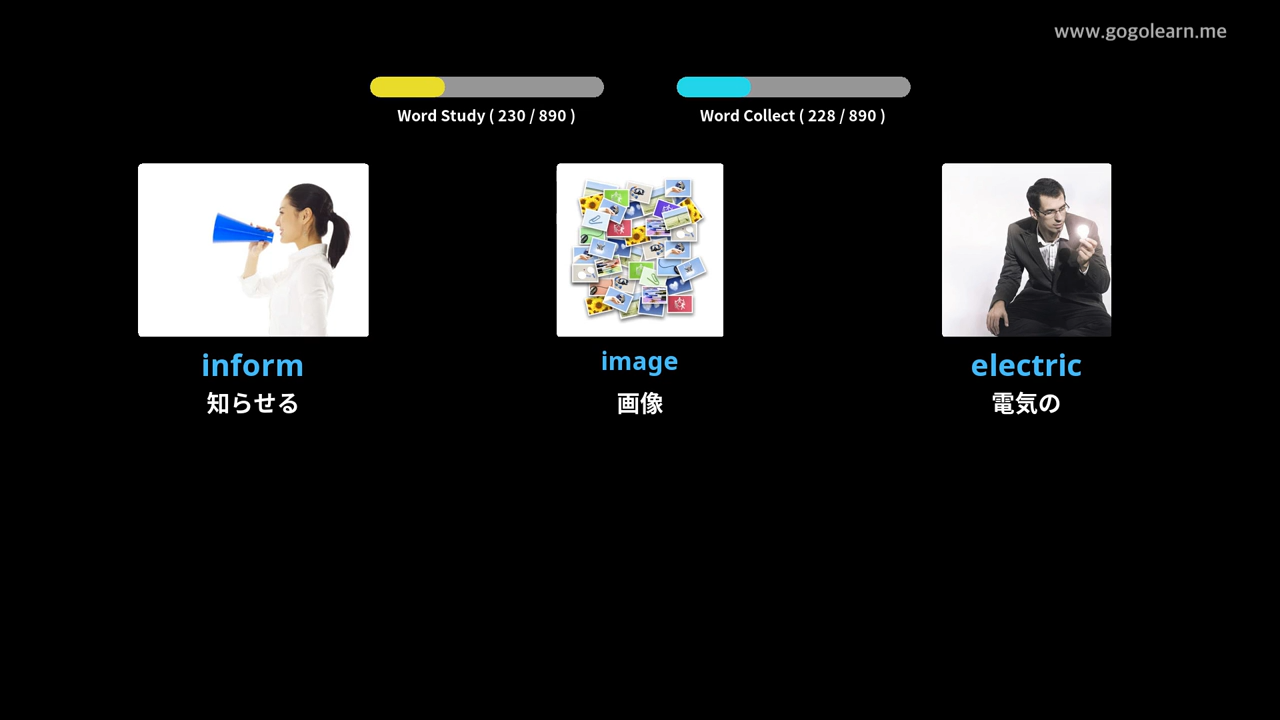 www.gogolearn.me
Word Study ( 230 / 890 )
Word Collect ( 228 / 890 )
inform
知らせる
image
画像
electric
電気の